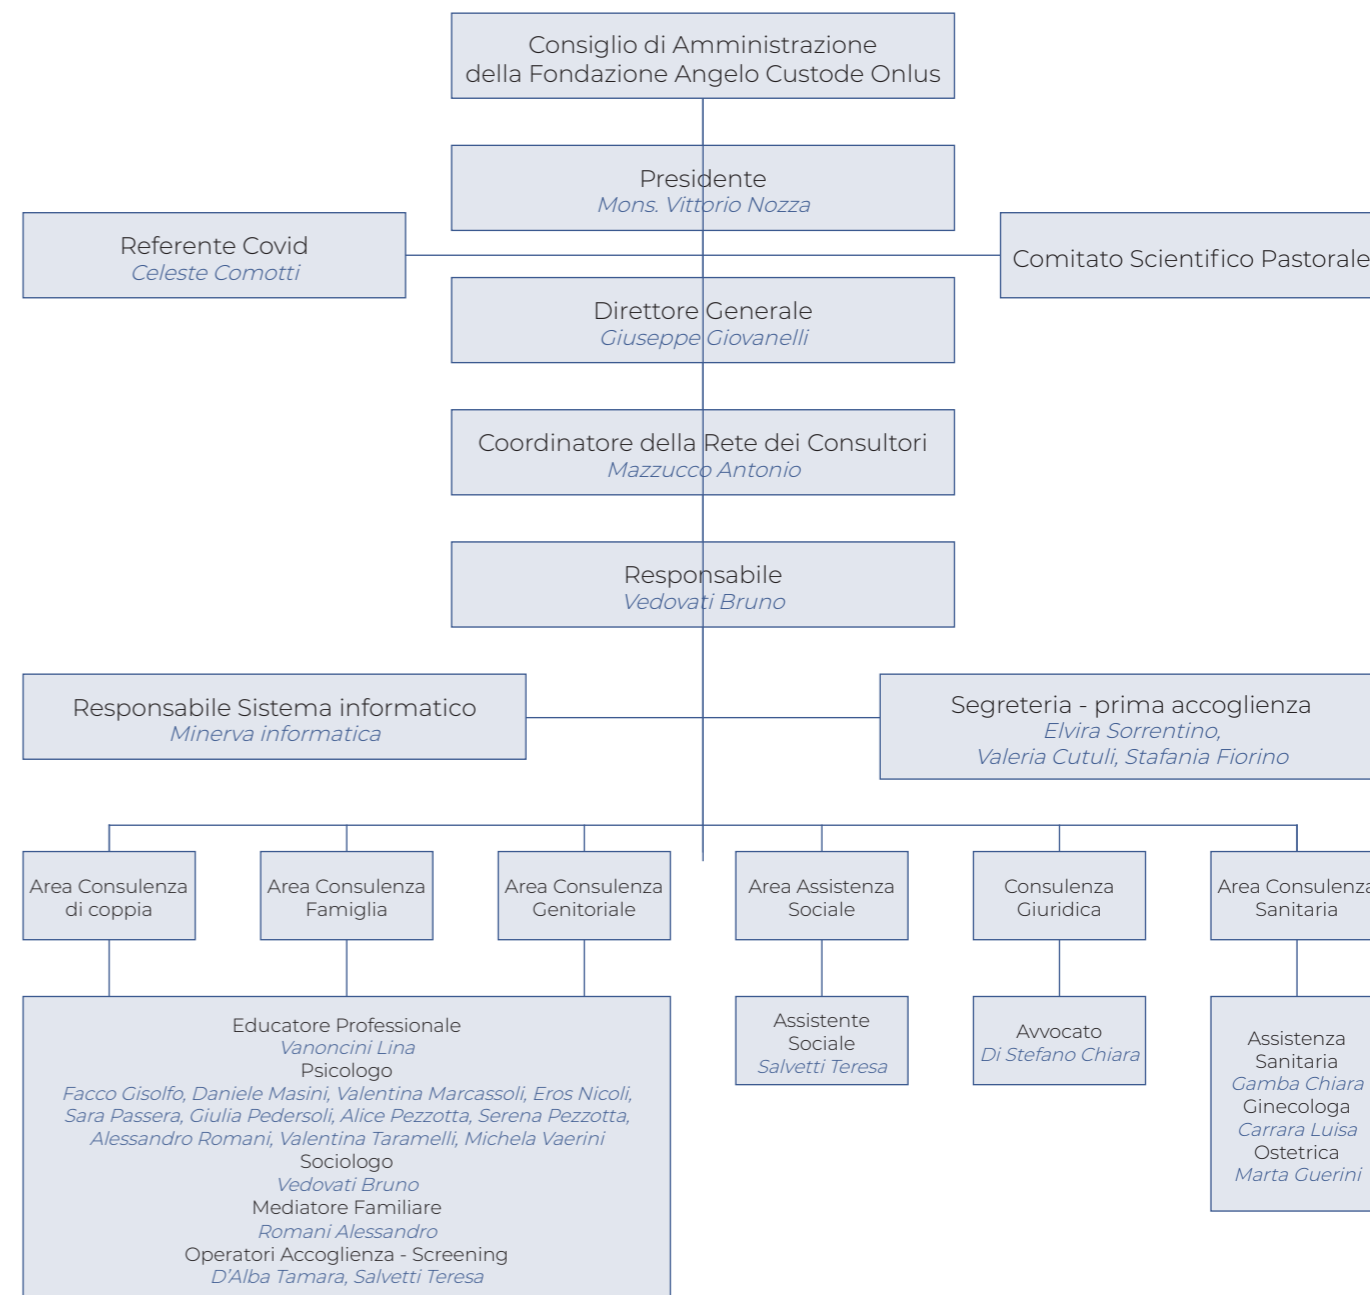 Consiglio di Amministrazione
della Fondazione Angelo Custode Onlus
Presidente
Mons. Vittorio Nozza
Referente Covid
Celeste Comotti
Comitato Scientifico Pastorale
Direttore Generale
Giuseppe Giovanelli
Coordinatore della Rete dei Consultori
Mazzucco Antonio
Responsabile
Vedovati Bruno
Responsabile Sistema informatico
Minerva informatica
Segreteria - prima accoglienza
Elvira Sorrentino,
Valeria Cutuli, Stafania Fiorino
Area Consulenza
di coppia
Area Consulenza
Famiglia
Area Consulenza
Genitoriale
Area Assistenza
Sociale
Consulenza
Giuridica
Area Consulenza
Sanitaria
Educatore Professionale
Vanoncini Lina
Psicologo
Facco Gisolfo, Daniele Masini, Valentina Marcassoli, Eros Nicoli,
Sara Passera, Giulia Pedersoli, Alice Pezzotta, Serena Pezzotta,
Alessandro Romani, Valentina Taramelli, Michela Vaerini
Sociologo
Vedovati Bruno
Mediatore Familiare
Romani Alessandro
Operatori Accoglienza - Screening
D'Alba Tamara, Salvetti Teresa
Assistente
Sociale
Salvetti Teresa
Avvocato
Di Stefano Chiara
Assistenza
Sanitaria
Gamba Chiara
Ginecologa
Carrara Luisa
Ostetrica
Marta Guerini